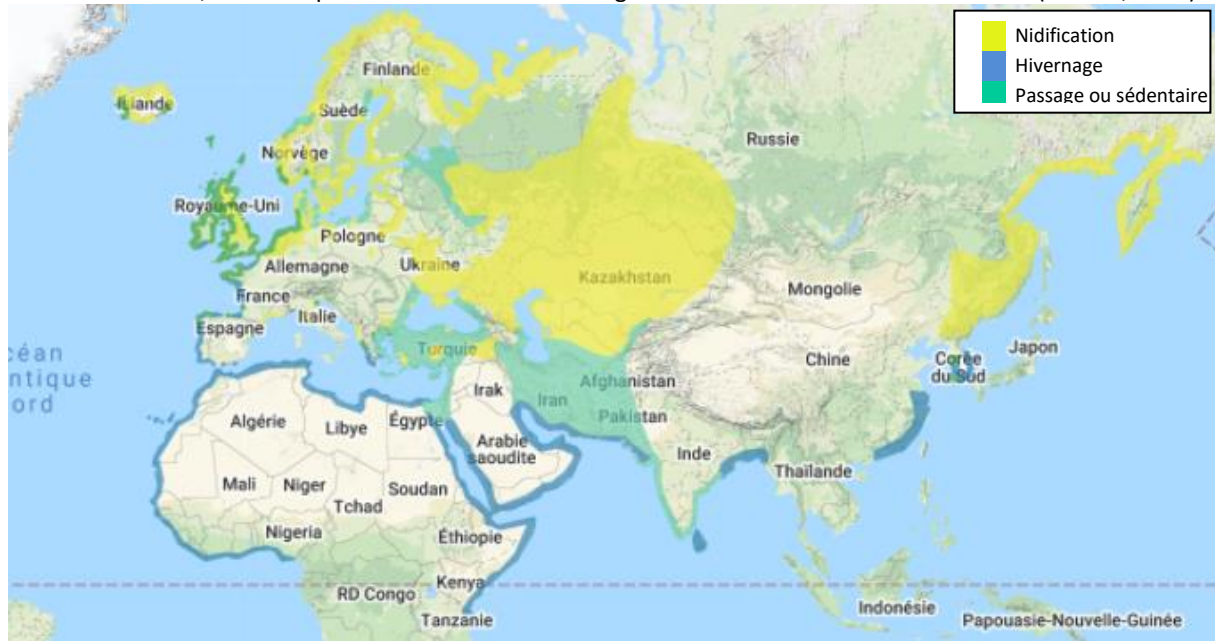 Nidification
Hivernage
Passage ou sédentaire
Finlande
Islande
Suède
Russie
Norvège
Royaume-Uni
Pologne
Allemagne
Ukraine
Kazakhstan
France
Mongolie
Italie
Espagne
céan
ntique
ord
Turquie
Japon
Chine
Corée
du Sud
Irak
Afghanistan
Iran
Algérie
Libye
Égypte
Pakistan
Arabie
saoudite
Inde
Thaïlande
Mali
Niger
Soudan
Tchad
Nigeria
Éthiopie
Kenya
RD Congo
Tanzanie
Indonésie
Papouasie-Nouvelle-Guinée